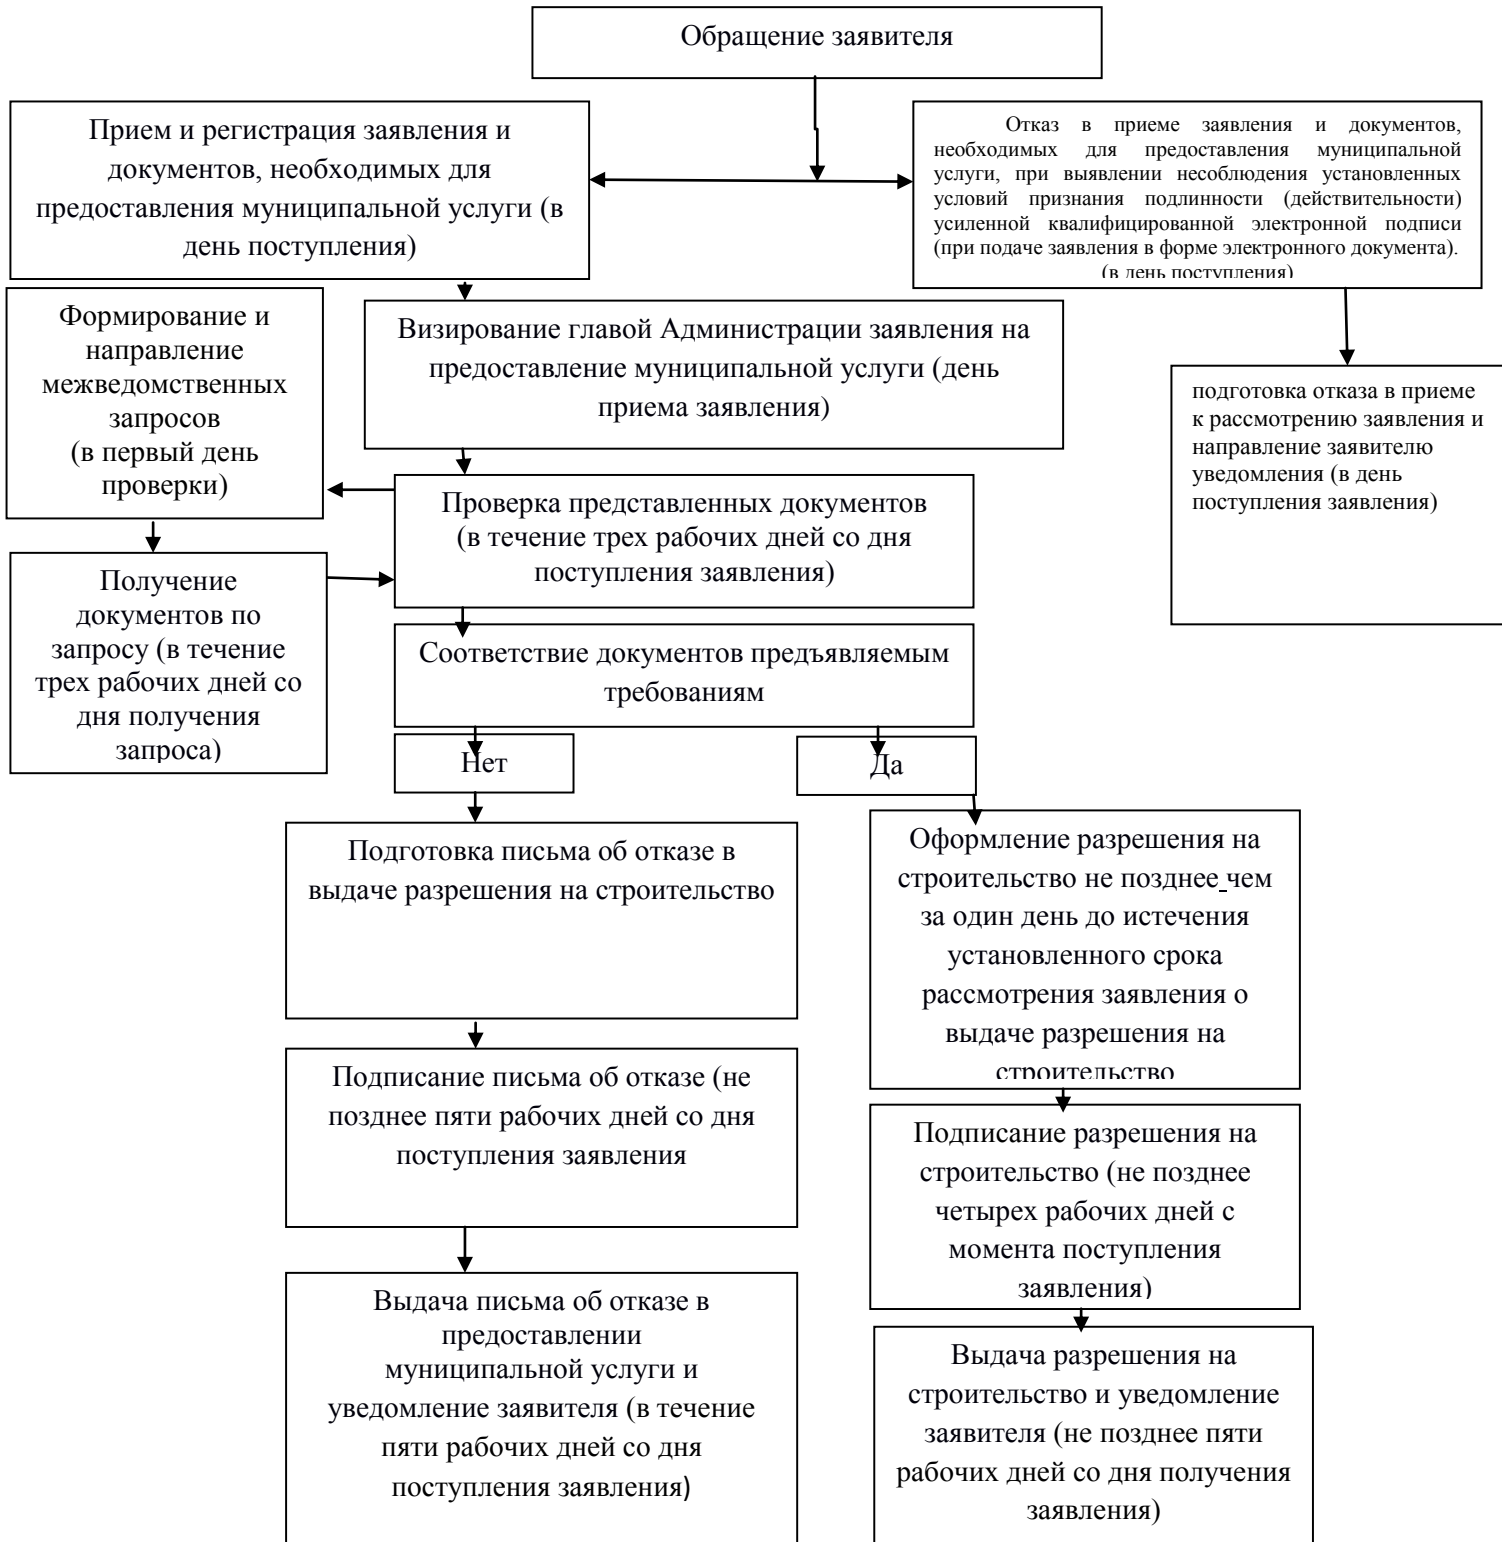 Обращение заявителя
Прием и регистрация заявления и
документов, необходимых для
предоставления муниципальной услуги (в
день поступления)
Отказ в приеме заявления и документов,
необходимых для предоставления муниципальной
услуги, при выявлении несоблюдения установленных
условий признания подлинности (действительности)
усиленной квалифицированной электронной подписи
(при подаче заявления в форме электронного документа).
(в день поступления)
Формирование и
направление
межведомственных
запросов
(в первый день
проверки)
Визирование главой Администрации заявления на
предоставление муниципальной услуги (день
приема заявления)
подготовка отказа в приеме
к рассмотрению заявления и
направление заявителю
уведомления (в день
поступления заявления)
Проверка представленных документов
(в течение трех рабочих дней со дня
поступления заявления)
Получение
документов по
запросу (в течение
трех рабочих дней со
дня получения
запроса)
Соответствие документов предъявляемым
требованиям
Нет
Да
Подготовка письма об отказе в
выдаче разрешения на строительство
Оформление разрешения на
строительство не позднее чем
за один день до истечения
установленного срока
рассмотрения заявления о
выдаче разрешения на
строительство
Подписание письма об отказе (не
позднее пяти рабочих дней со дня
поступления заявления
Подписание разрешения на
строительство (не позднее
четырех рабочих дней с
момента поступления
заявления)
Выдача письма об отказе в
предоставлении
муниципальной услуги и
уведомление заявителя (в течение
пяти рабочих дней со дня
поступления заявления)
Выдача разрешения на
строительство и уведомление
заявителя (не позднее пяти
рабочих дней со дня получения
заявления)